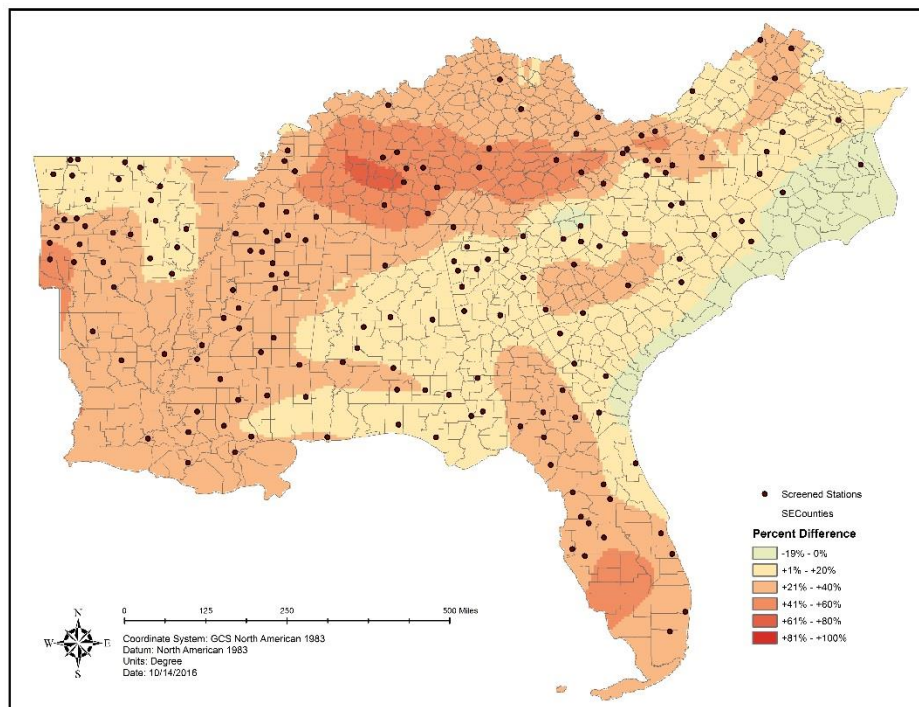 Screened Stations
SECounties
Percent Difference
-19% - 0%
+1% - +20%
+21% - +40%
+41% - +60%
+61% - +80%
+81% - +100%
N
W E
S
0 125 250 500 Miles
Coordinate System: GCS North American 1983
Datum: North American 1983
Units: Degree
Date: 10/14/2016